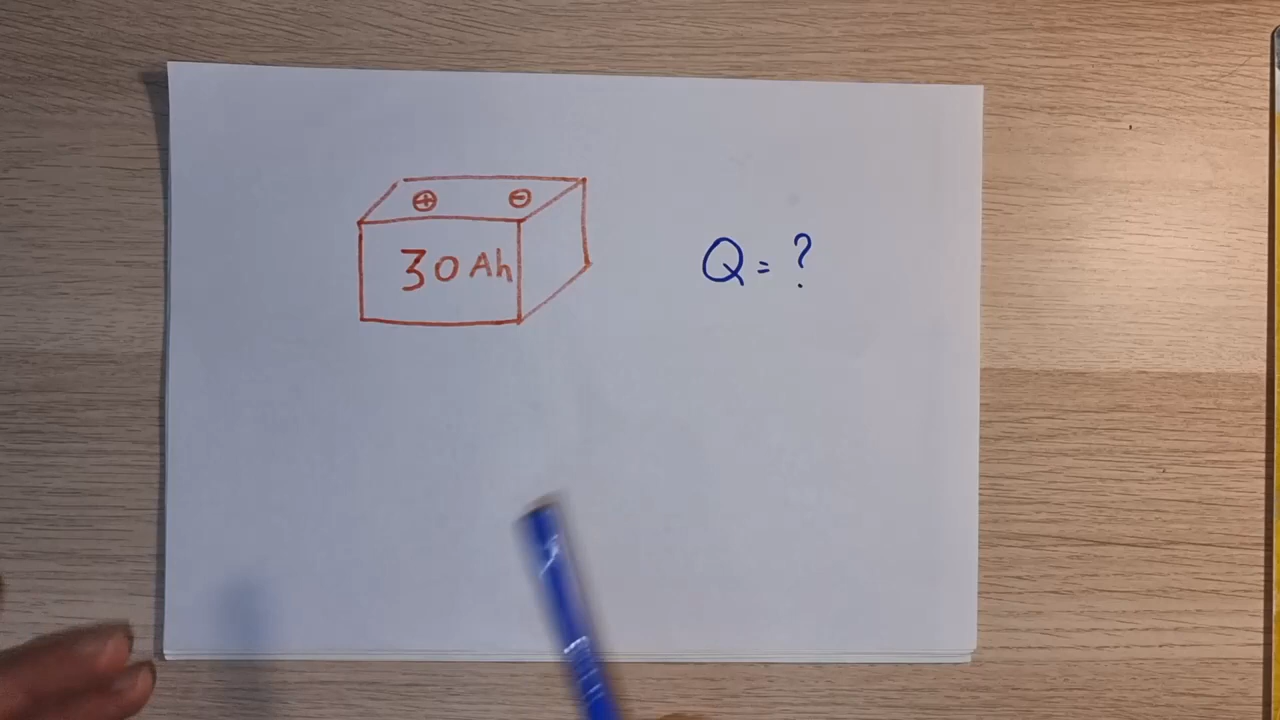 ⊕ ⊖
30 Ah
Q = ?